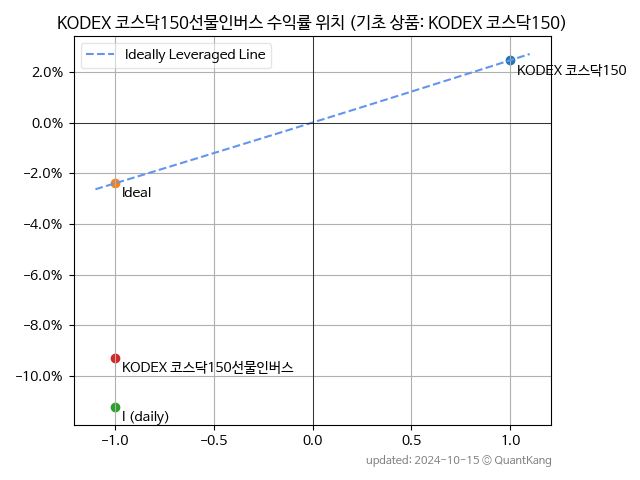 KODEX 코스닥150선물인버스 수익률 위치 (기초 상품: KODEX 코스닥150)
Ideally Leveraged Line
2.0%
KODEX 코스닥150
0.0%
−2.0%
Ideal
−4.0%
−6.0%
−8.0%
KODEX 코스닥150선물인버스
−10.0%
I (daily)
−1.0 −0.5 0.0 0.5 1.0
updated: 2024-10-15 © QuantKang